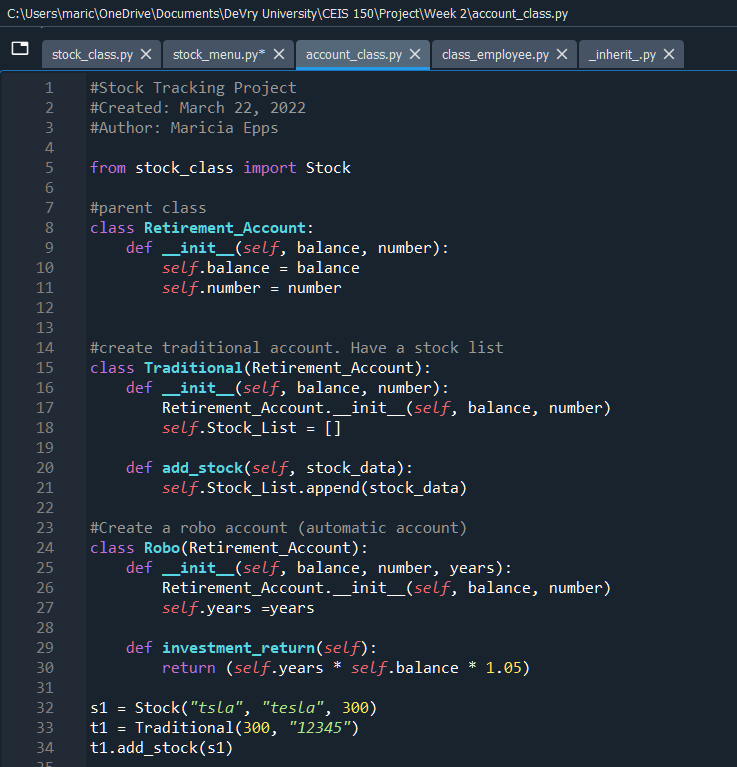 C:\Users\maric\OneDrive\Documents\DeVry University\CEIS 150\Project\Week 2\account_class.py
stock_class.py stock_menu.py* account_class.py class_employee.py _inherit_.py
1 #Stock Tracking Project
2 #Created: March 22, 2022
3 #Author: Maricia Epps
4
5 from stock_class import Stock
6
7 #parent class
8 class Retirement_Account:
9     def __init__(self, balance, number):
10         self.balance = balance
11         self.number = number
12
13
14 #create traditional account. Have a stock list
15 class Traditional(Retirement_Account):
16     def __init__(self, balance, number):
17         Retirement_Account.__init__(self, balance, number)
18         self.Stock_List = []
19
20     def add_stock(self, stock_data):
21         self.Stock_List.append(stock_data)
22
23 #Create a robo account (automatic account)
24 class Robo(Retirement_Account):
25     def __init__(self, balance, number, years):
26         Retirement_Account.__init__(self, balance, number)
27         self.years =years
28
29     def investment_return(self):
30         return (self.years * self.balance * 1.05)
31
32 s1 = Stock("tsla", "tesla", 300)
33 t1 = Traditional(300, "12345")
34 t1.add_stock(s1)
35